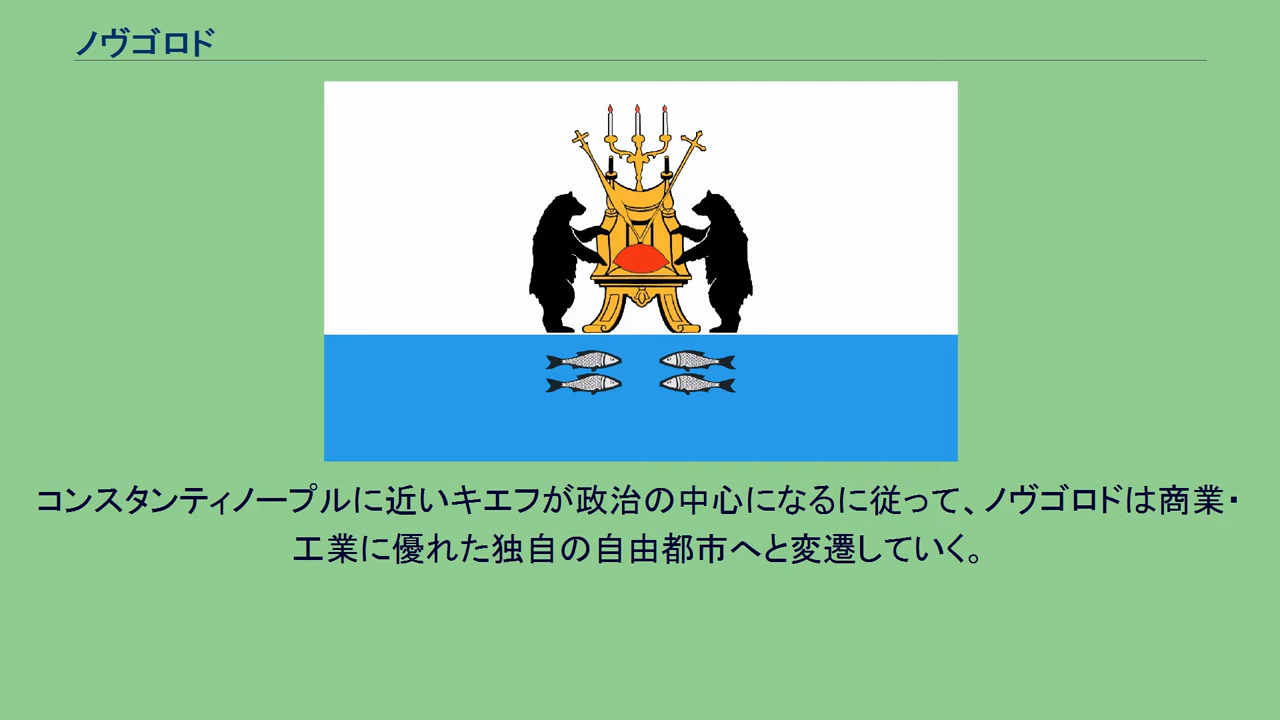 ノヴゴロド
コンスタンティノープルに近いキエフが政治の中心になるに従って、ノヴゴロドは商業・
工業に優れた独自の自由都市へと変遷していく。